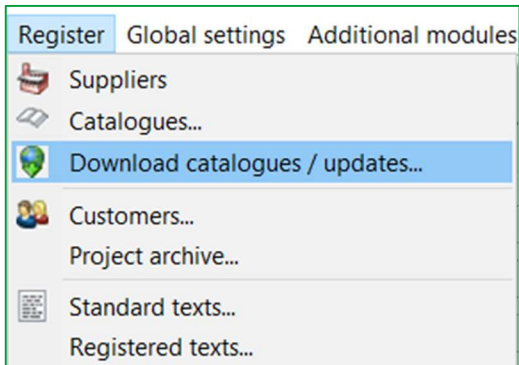 Register Global settings Additional modules
Suppliers
Catalogues...
Download catalogues / updates...
Customers...
Project archive...
Standard texts...
Registered texts...